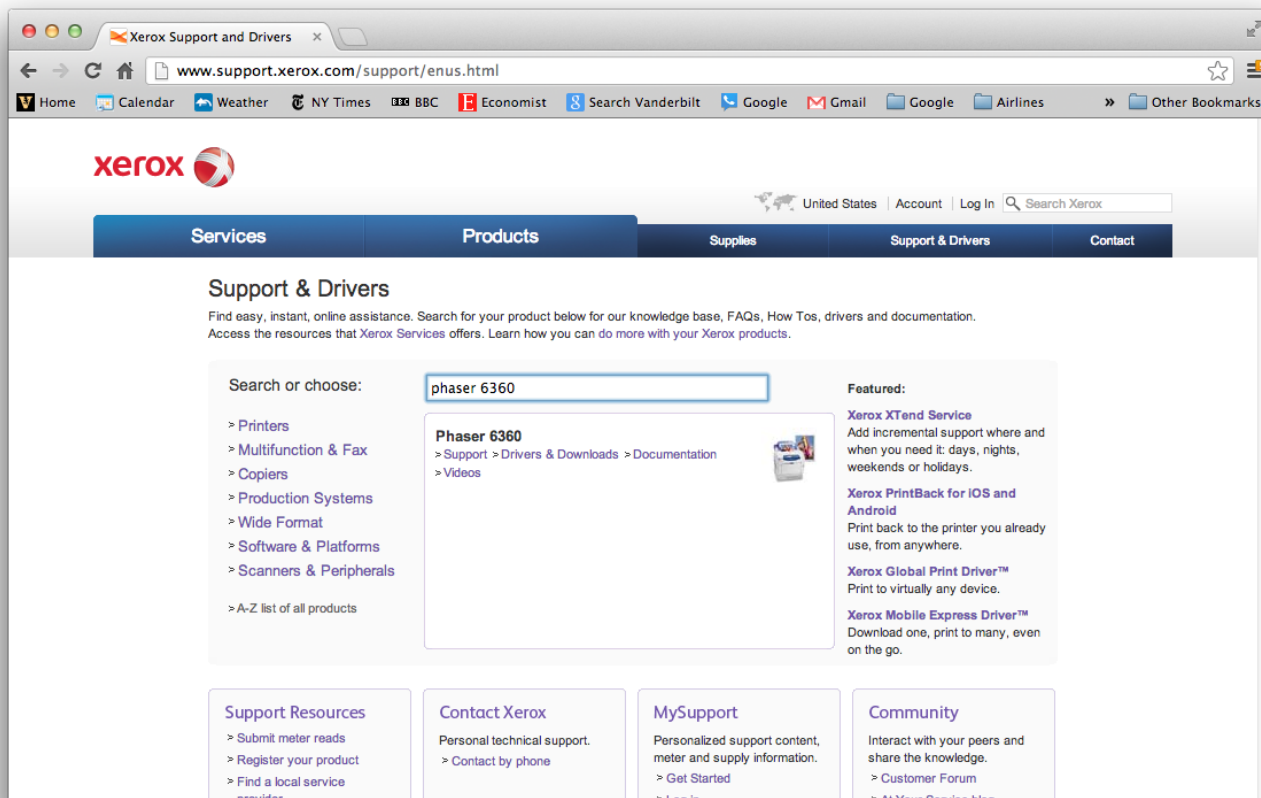 Xerox Support and Drivers
www.support.xerox.com/support/enus.html
Home Calendar Weather NY Times BBC Economist Search Vanderbilt Google Gmail Google Airlines » Other Bookmarks
xerox
United States | Account | Log In Search Xerox
Services Products Supplies Support & Drivers Contact
Support & Drivers
Find easy, instant, online assistance. Search for your product below for our knowledge base, FAQs, How Tos, drivers and documentation.
Access the resources that Xerox Services offers. Learn how you can do more with your Xerox products.
Search or choose:
> Printers
> Multifunction & Fax
> Copiers
> Production Systems
> Wide Format
> Software & Platforms
> Scanners & Peripherals
> A-Z list of all products
phaser 6360
Phaser 6360
> Support > Drivers & Downloads > Documentation
> Videos
Featured:
Xerox XTend Service
Add incremental support where and
when you need it: days, nights,
weekends or holidays.
Xerox PrintBack for iOS and
Android
Print back to the printer you already
use, from anywhere.
Xerox Global Print Driver™
Print to virtually any device.
Xerox Mobile Express Driver™
Download one, print to many, even
on the go.
Support Resources
> Submit meter reads
> Register your product
> Find a local service
Contact Xerox
Personal technical support.
> Contact by phone
MySupport
Personalized support content,
meter and supply information.
> Get Started
Community
Interact with your peers and
share the knowledge.
> Customer Forum